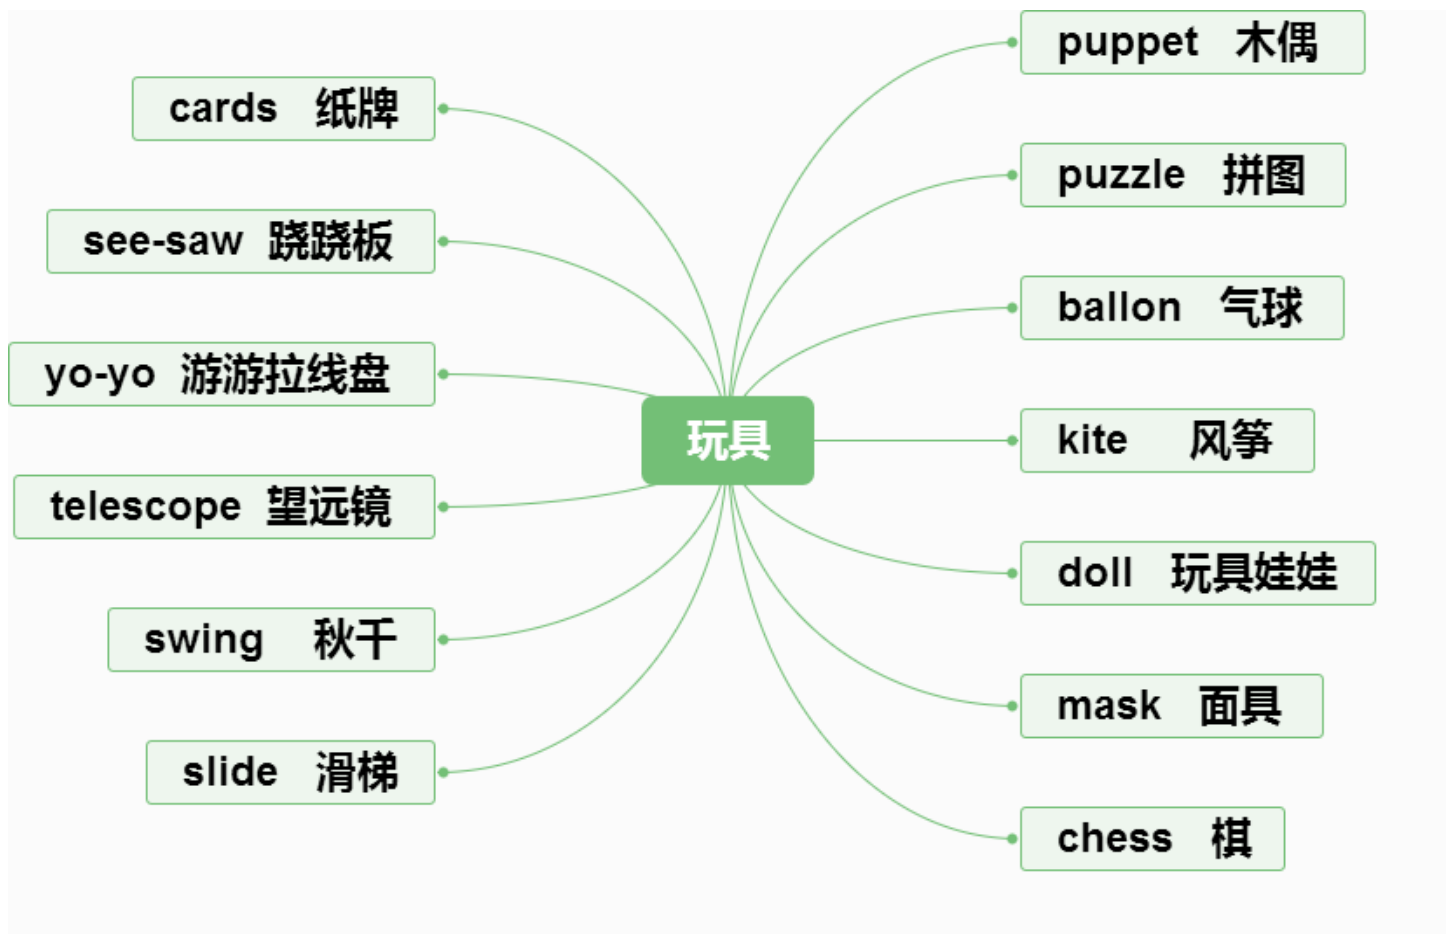 puppet 木偶
cards 纸牌
puzzle 拼图
see-saw 跷跷板
ballon 气球
yo-yo 游游拉线盘
玩具
kite 风筝
telescope 望远镜
doll 玩具娃娃
swing 秋千
mask 面具
slide 滑梯
chess 棋